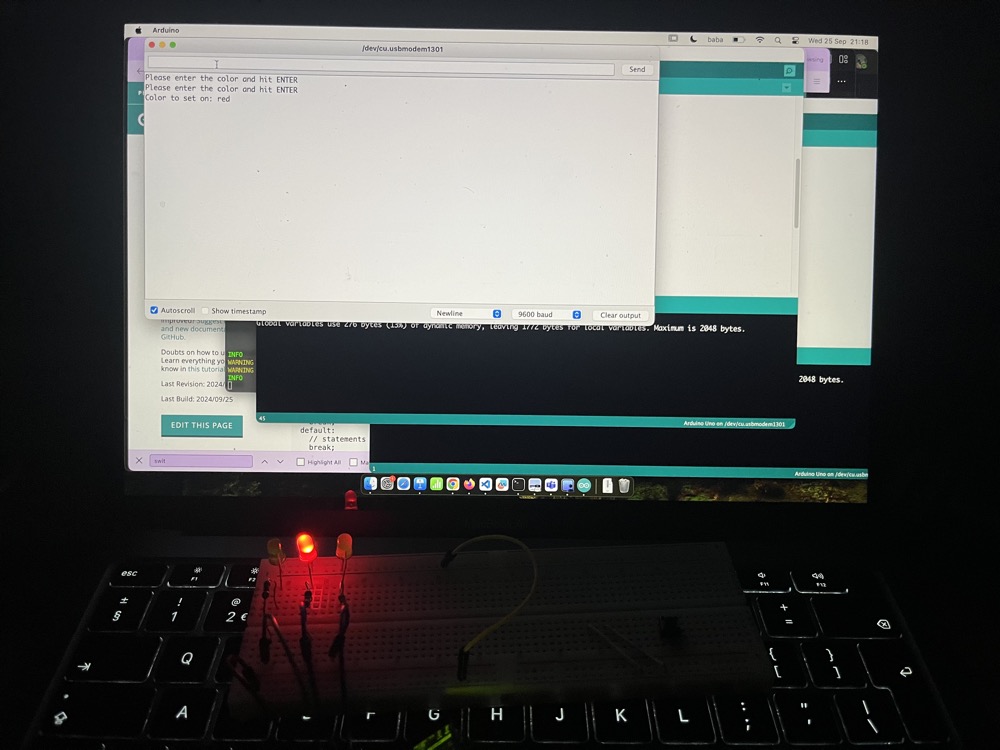 Arduino
baba
Wed 25 Sep 21:18
/dev/cu.usbmodem1301
Send
Please enter the color and hit ENTER
Please enter the color and hit ENTER
Color to set on: red
Autoscroll
Show timestamp
Newline
9600 baud
Clear output
Global variables use 276 bytes (13%) of dynamic memory, leaving 1772 bytes for local variables. Maximum is 2048 bytes.
and new document
GitHub.
Doubts on how to u
Learn everything yo
know in this tutoria
Last Revision: 2024/
Last Build: 2024/09/25
EDIT THIS PAGE
INFO
WARNING
WARNING
INFO
2048 bytes.
45
Arduino Uno on /dev/cu.usbmodem1301
break;
default:
// statements
break;
swit
Highlight All
Ma
1
Arduino Uno on /dev/cu.usbm
esc
F1
F2
F11
F12
±
§
!
1
@
2 €
+
=
Q
{
[
}
]
A
F
G
H
J
K
L
:
;
"
'
|
\